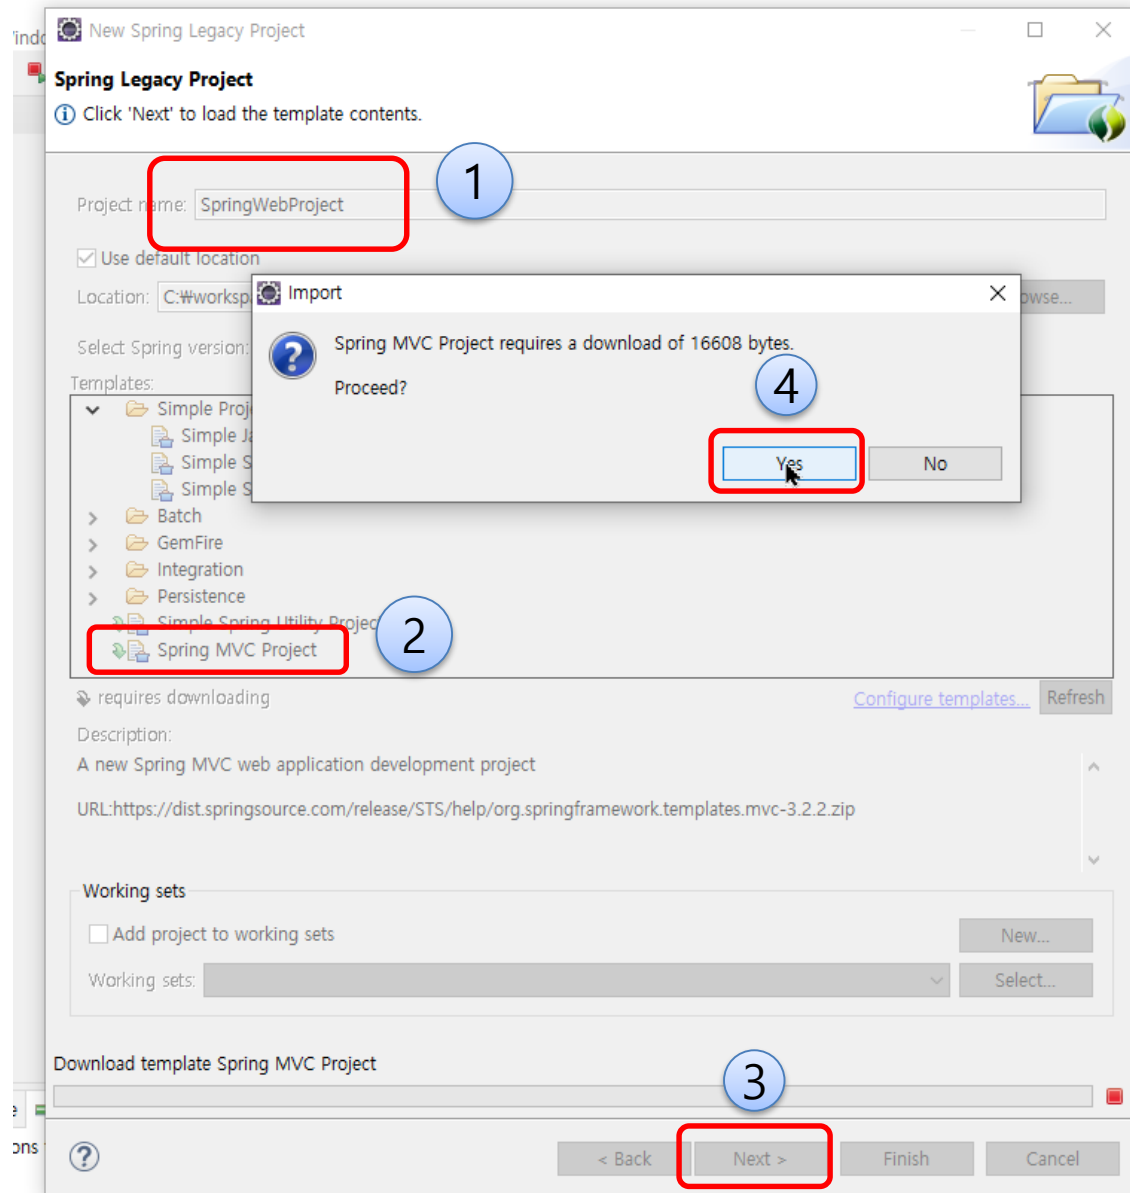 New Spring Legacy Project
Spring Legacy Project
Click 'Next' to load the template contents.
1
Project name: SpringWebProject
Use default location
Import
Location: C:₩worksp
Spring MVC Project requires a download of 16608 bytes.
Select Spring version:
Proceed?
4
Templates:
Simple Proj
Simple
Simple S
Simple S
Yes
No
Batch
GemFire
Integration
Persistence
Simple Spring Utility Projec
2
Spring MVC Project
requires downloading
Configure templates...
Refresh
Description:
A new Spring MVC web application development project
URL:https://dist.springsource.com/release/STS/help/org.springframework.templates.mvc-3.2.2.zip
Working sets
Add project to working sets
New...
Working sets:
Select...
Download template Spring MVC Project
3
ons
< Back
Next >
Finish
Cancel